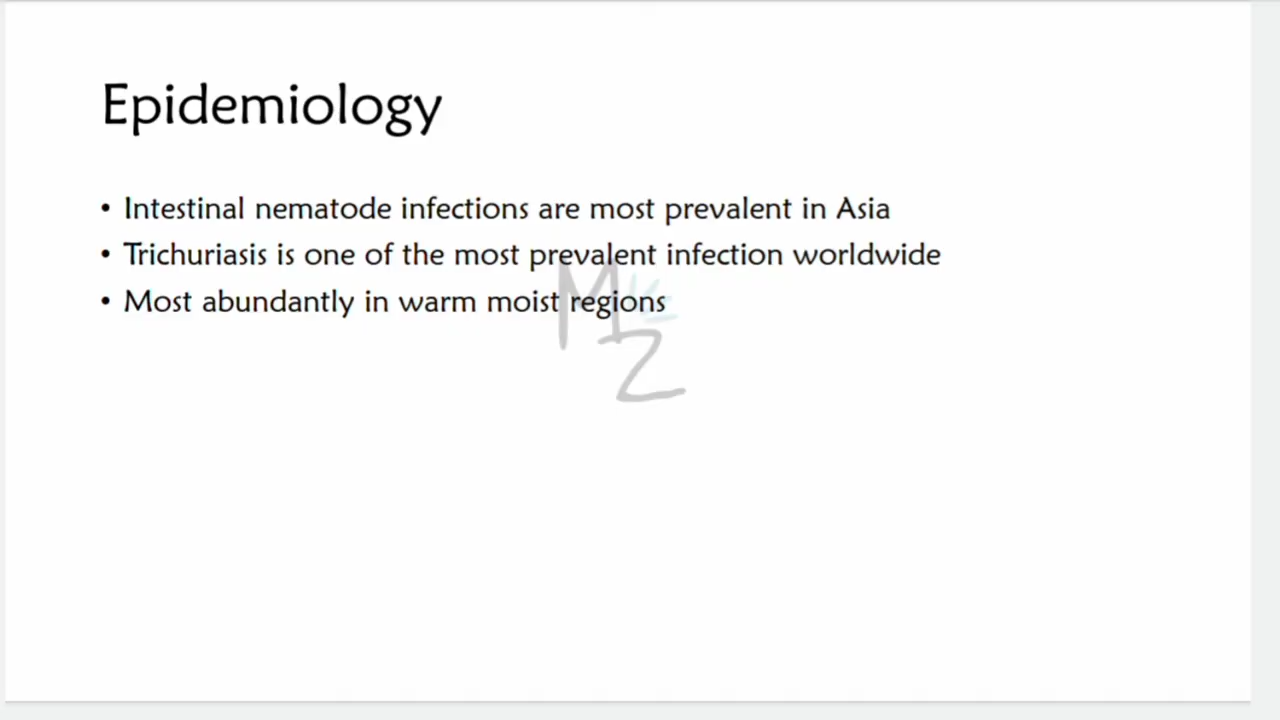 Epidemiology
• Intestinal nematode infections are most prevalent in Asia
• Trichuriasis is one of the most prevalent infection worldwide
• Most abundantly in warm moist regions
MZ